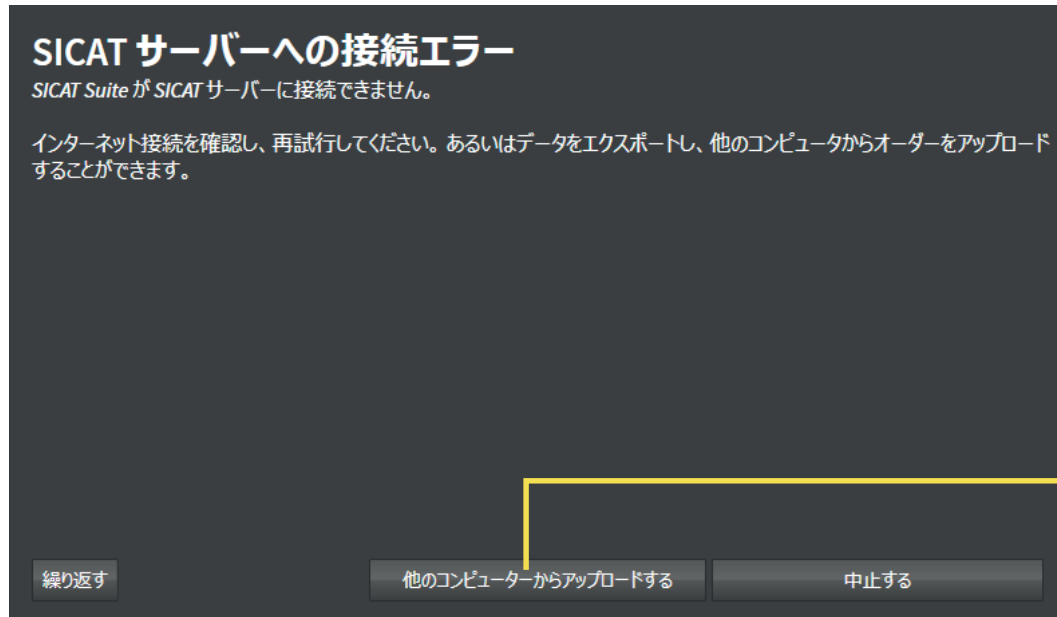 SICAT サーバーへの接続エラー
SICAT Suite が SICAT サーバーに接続できません。
インターネット接続を確認し、再試行してください。あるいはデータをエクスポートし、他のコンピュータからオーダーをアップロード
することができます。
繰り返す
他のコンピューターからアップロードする
中止する